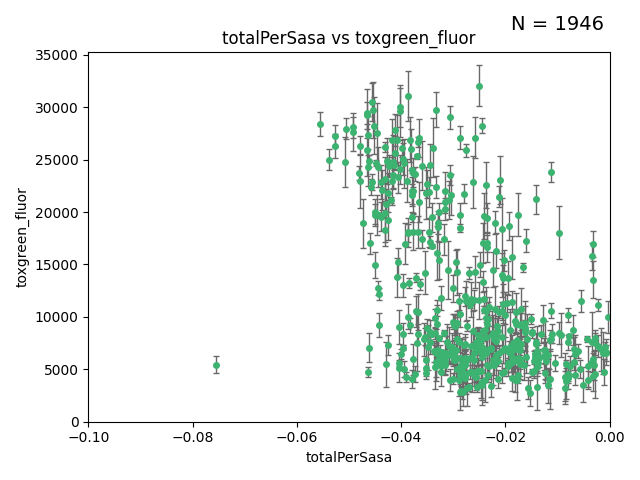 N = 1946
totalPerSasa vs toxgreen_fluor
35000
30000
25000
20000
15000
10000
5000
0
toxgreen_fluor
−0.10 −0.08 −0.06 −0.04 −0.02 0.00
totalPerSasa